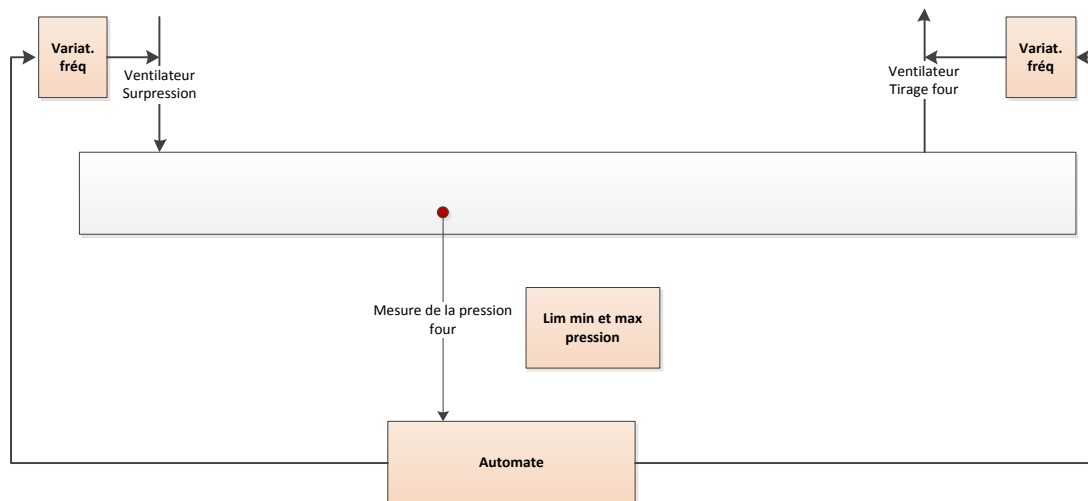 Variat.
fréq
Ventilateur
Surpression
Ventilateur
Tirage four
Variat.
fréq
Mesure de la pression
four
Lim min et max
pression
Automate